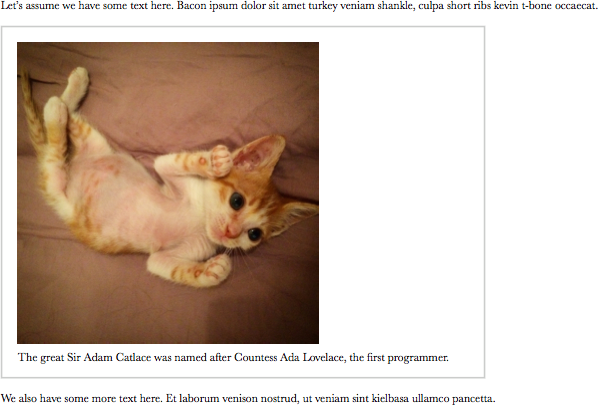 Let's assume we have some text here. Bacon ipsum dolor sit amet turkey veniam shankle, culpa short ribs kevin t-bone occaecat.
The great Sir Adam Catlace was named after Countess Ada Lovelace, the first programmer.
We also have some more text here. Et laborum venison nostrud, ut veniam sint kielbasa ullamco pancetta.